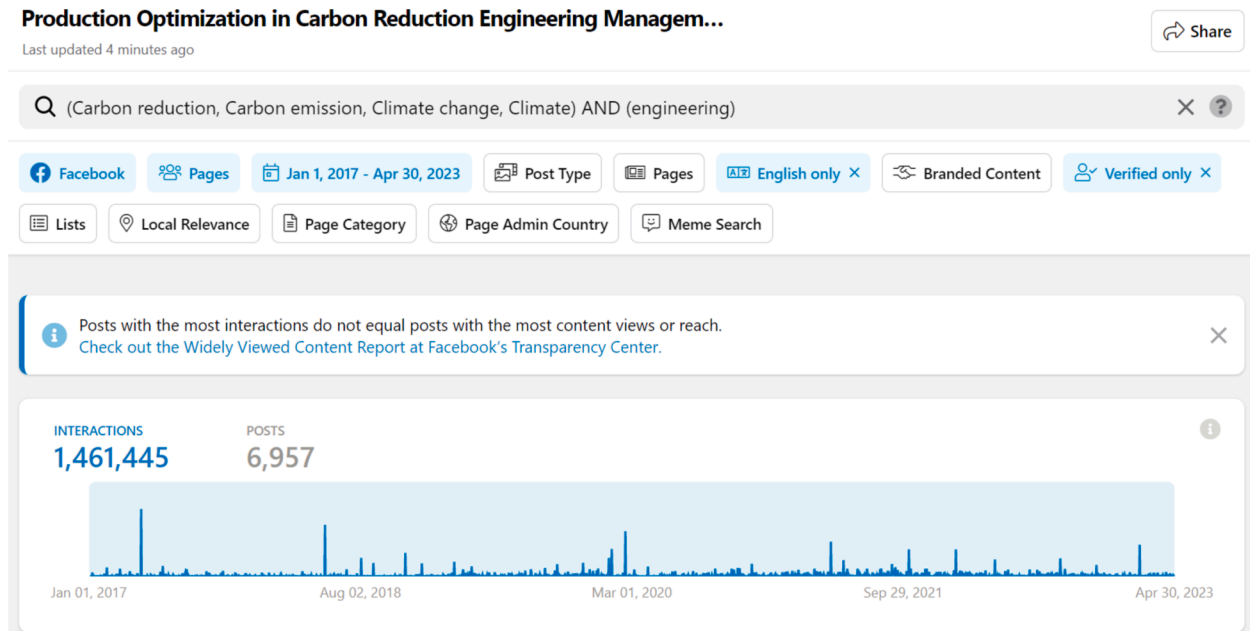 Production Optimization in Carbon Reduction Engineering Managem...
Last updated 4 minutes ago
Share
(Carbon reduction, Carbon emission, Climate change, Climate) AND (engineering)
Facebook Pages Jan 1, 2017 - Apr 30, 2023 Post Type Pages English only Branded Content Verified only
Lists Local Relevance Page Category Page Admin Country Meme Search
Posts with the most interactions do not equal posts with the most content views or reach.
Check out the Widely Viewed Content Report at Facebook's Transparency Center.
INTERACTIONS POSTS
1,461,445 6,957
Jan 01, 2017 Aug 02, 2018 Mar 01, 2020 Sep 29, 2021 Apr 30, 2023